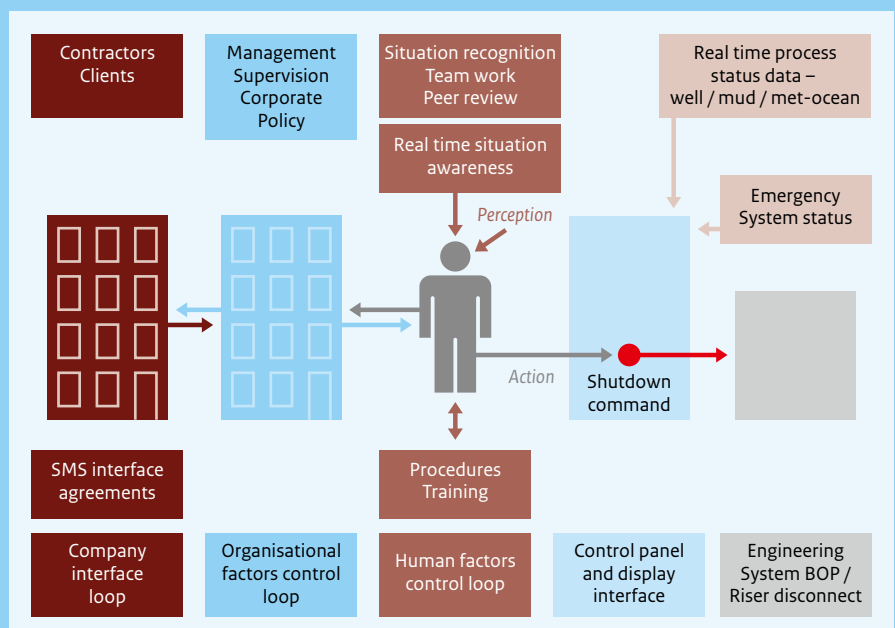 Contractors
Clients
Management
Supervision
Corporate
Policy
Situation recognition
Team work
Peer review
Real time process
status data –
well / mud / met-ocean
Real time situation
awareness
Emergency
System status
Perception
Action
Shutdown
command
SMS interface
agreements
Procedures
Training
Company
interface
loop
Organisational
factors control
loop
Human factors
control loop
Control panel
and display
interface
Engineering
System BOP /
Riser disconnect